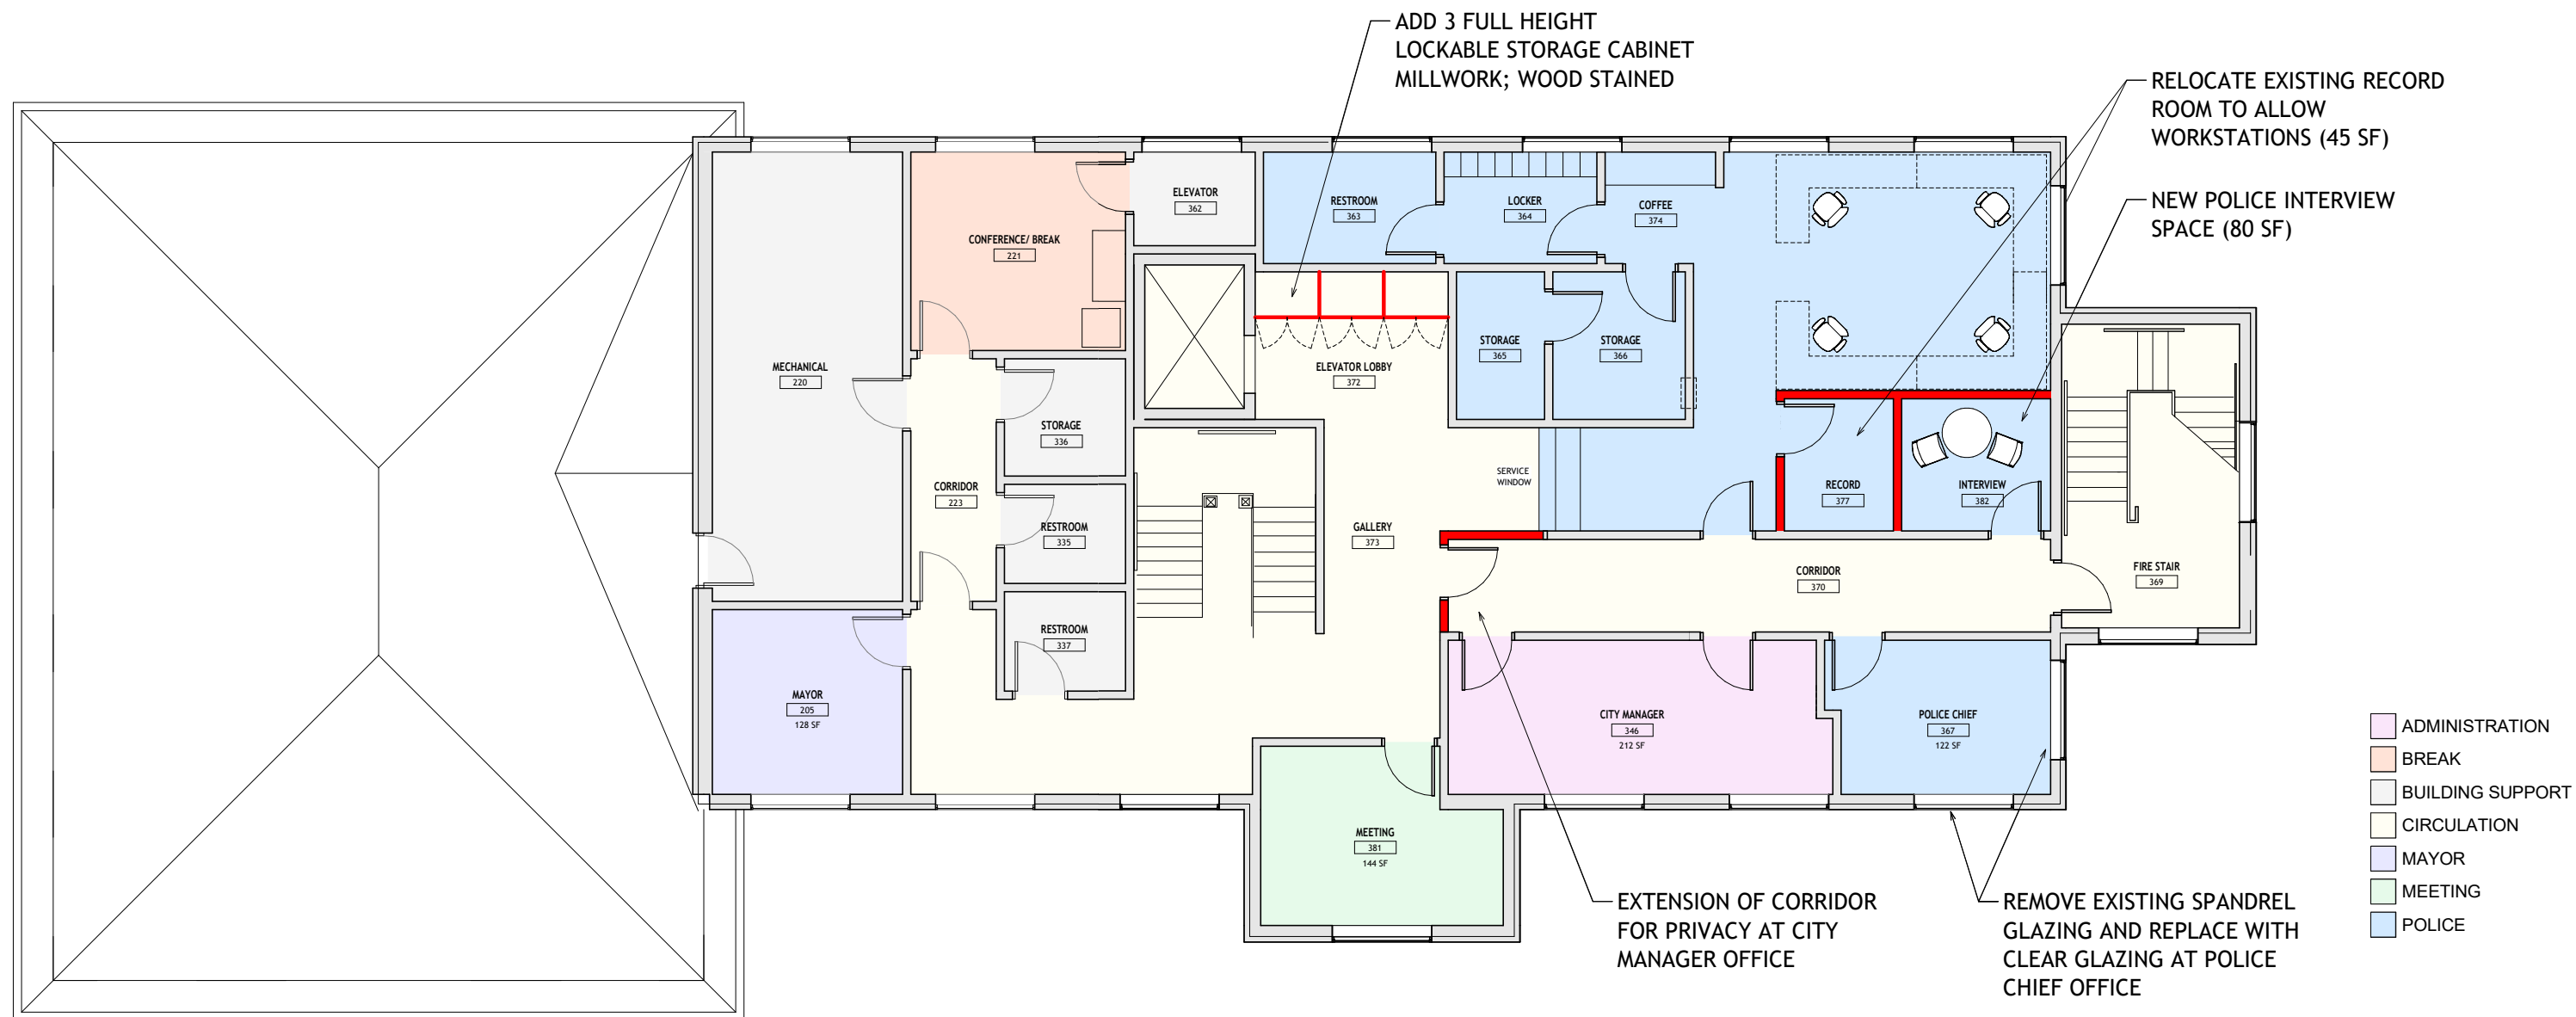 ADD 3 FULL HEIGHT
LOCKABLE STORAGE CABINET
MILLWORK; WOOD STAINED
RELOCATE EXISTING RECORD
ROOM TO ALLOW
WORKSTATIONS (45 SF)
NEW POLICE INTERVIEW
SPACE (80 SF)
ELEVATOR
362
RESTROOM
363
LOCKER
364
COFFEE
374
CONFERENCE/ BREAK
221
MECHANICAL
220
ELEVATOR LOBBY
372
STORAGE
365
STORAGE
366
STORAGE
336
SERVICE
WINDOW
CORRIDOR
223
RECORD
377
INTERVIEW
382
RESTROOM
335
GALLERY
373
CORRIDOR
370
FIRE STAIR
369
RESTROOM
337
MAYOR
205
128 SF
CITY MANAGER
346
212 SF
POLICE CHIEF
367
122 SF
MEETING
381
144 SF
ADMINISTRATION
BREAK
BUILDING SUPPORT
CIRCULATION
MAYOR
MEETING
POLICE
EXTENSION OF CORRIDOR
FOR PRIVACY AT CITY
MANAGER OFFICE
REMOVE EXISTING SPANDREL
GLAZING AND REPLACE WITH
CLEAR GLAZING AT POLICE
CHIEF OFFICE